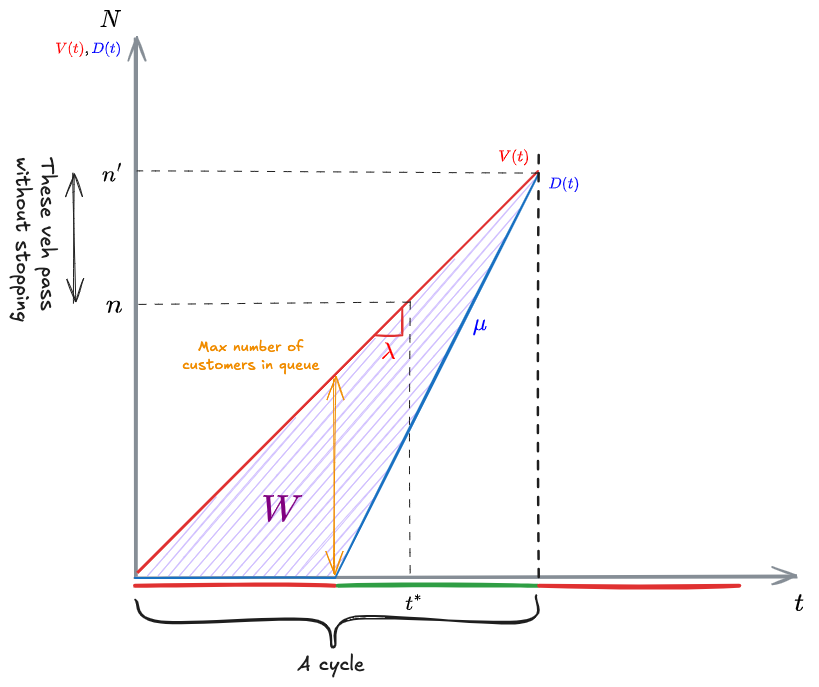 N
V(t), D(t)
V(t)
n'
D(t)
These veh pass
without stopping
n
μ
Max number of
customers in queue
λ
W
t*
t
A cycle